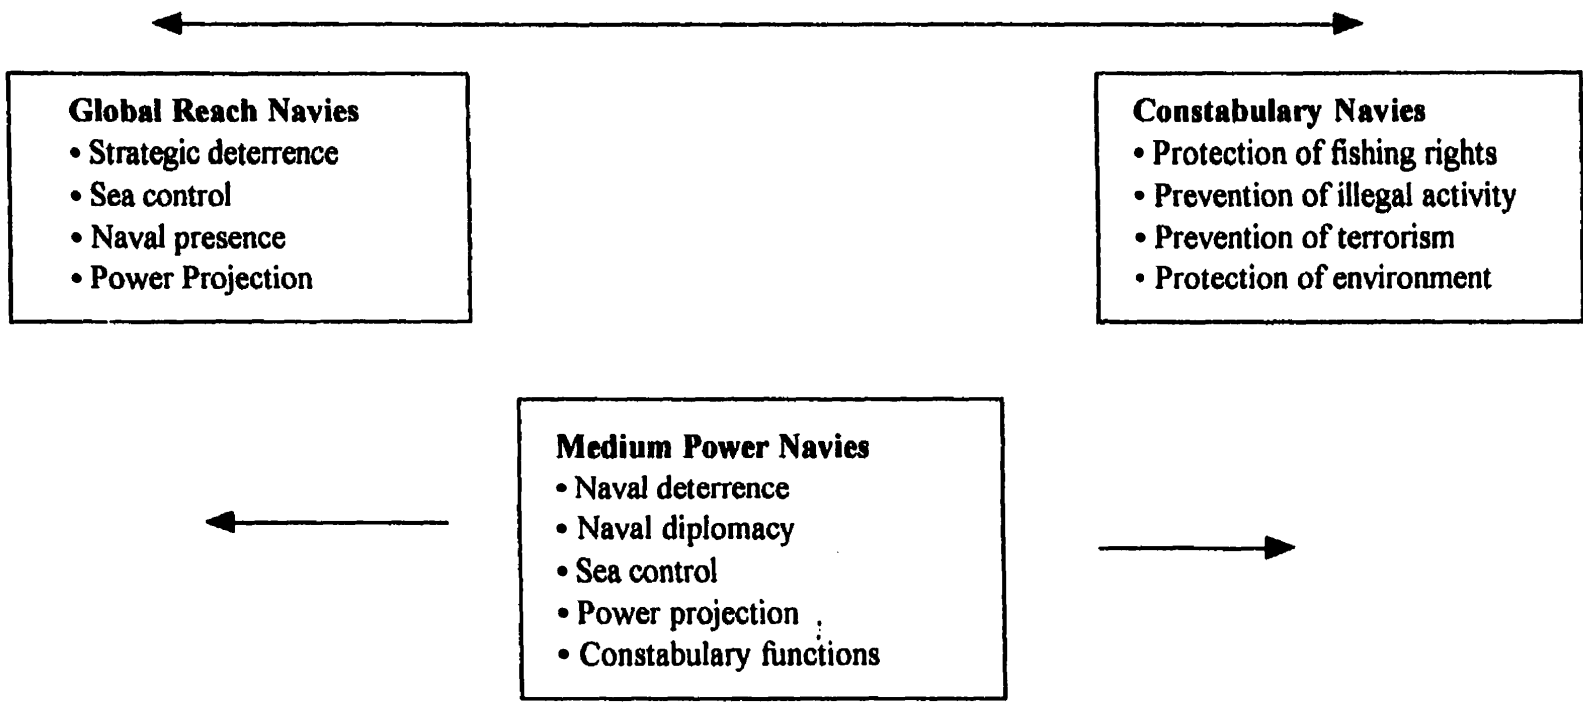 Global Reach Navies
• Strategic deterrence
• Sea control
• Naval presence
• Power Projection
Constabulary Navies
• Protection of fishing rights
• Prevention of illegal activity
• Prevention of terrorism
• Protection of environment
Medium Power Navies
• Naval deterrence
• Naval diplomacy
• Sea control
• Power projection
• Constabulary functions